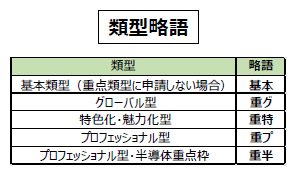 類型略語
類型 略語
基本類型（重点類型に申請しない場合） 基本
グローバル型 重グ
特色化・魅力化型 重特
プロフェッショナル型 重プ
プロフェッショナル型・半導体重点枠 重半